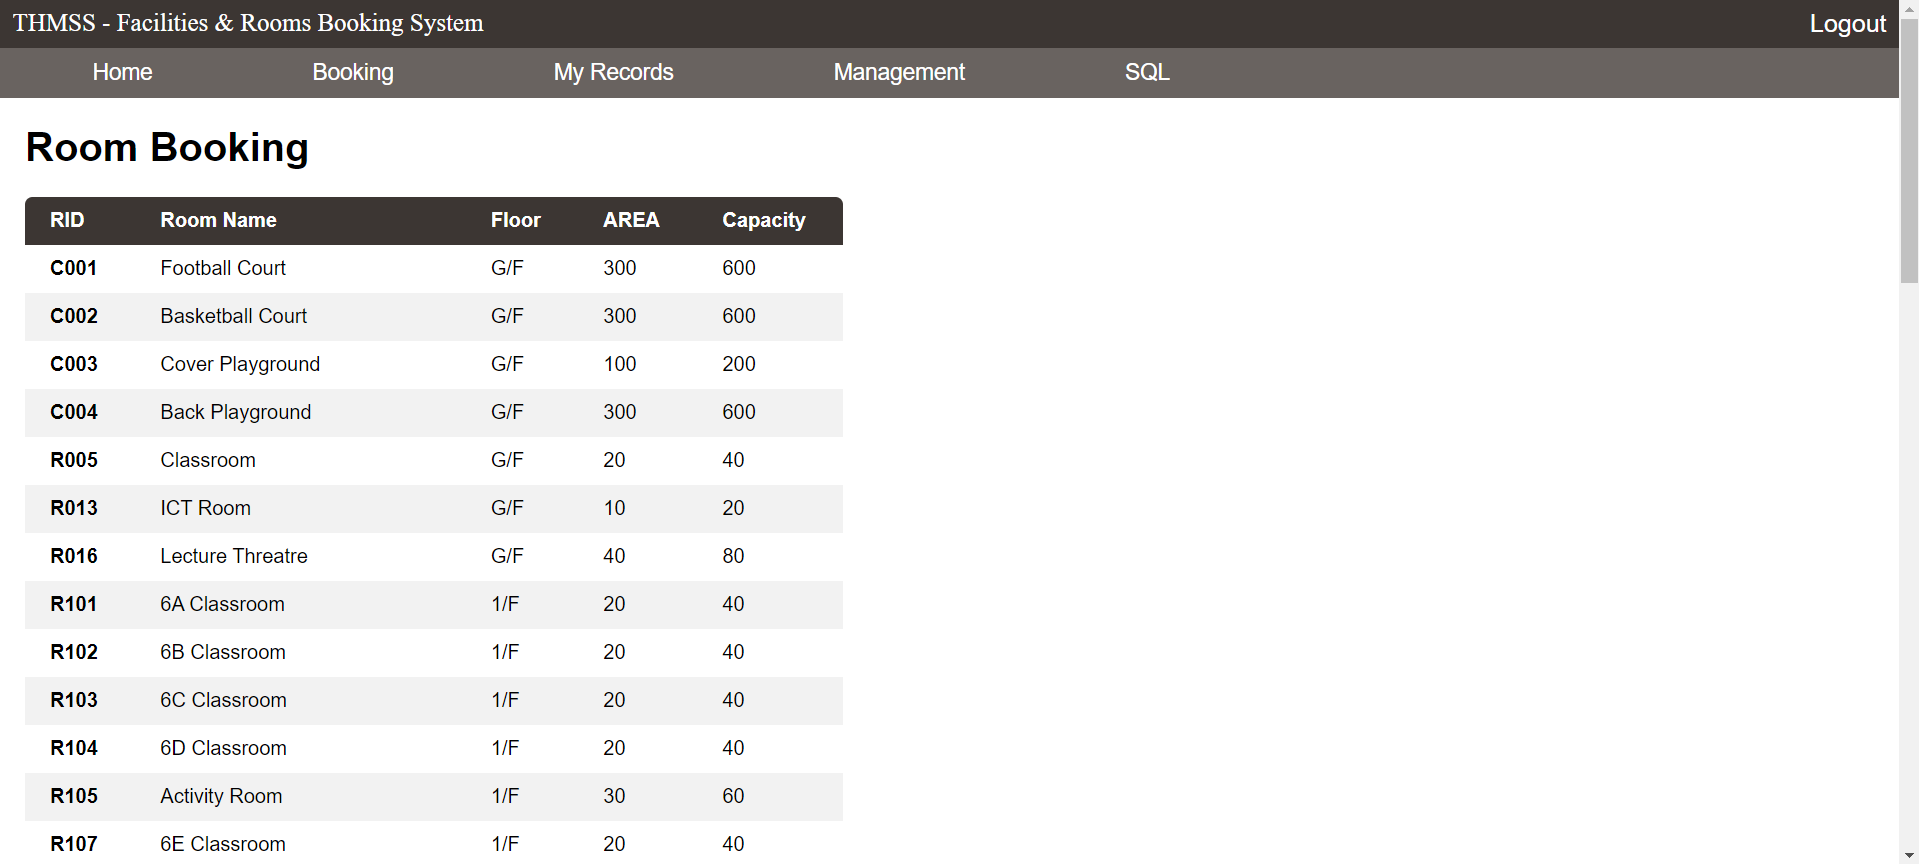 THMSS - Facilities & Rooms Booking System Logout
Home Booking My Records Management SQL
Room Booking
RID Room Name Floor AREA Capacity
C001 Football Court G/F 300 600
C002 Basketball Court G/F 300 600
C003 Cover Playground G/F 100 200
C004 Back Playground G/F 300 600
R005 Classroom G/F 20 40
R013 ICT Room G/F 10 20
R016 Lecture Threatre G/F 40 80
R101 6A Classroom 1/F 20 40
R102 6B Classroom 1/F 20 40
R103 6C Classroom 1/F 20 40
R104 6D Classroom 1/F 20 40
R105 Activity Room 1/F 30 60
R107 6E Classroom 1/F 20 40